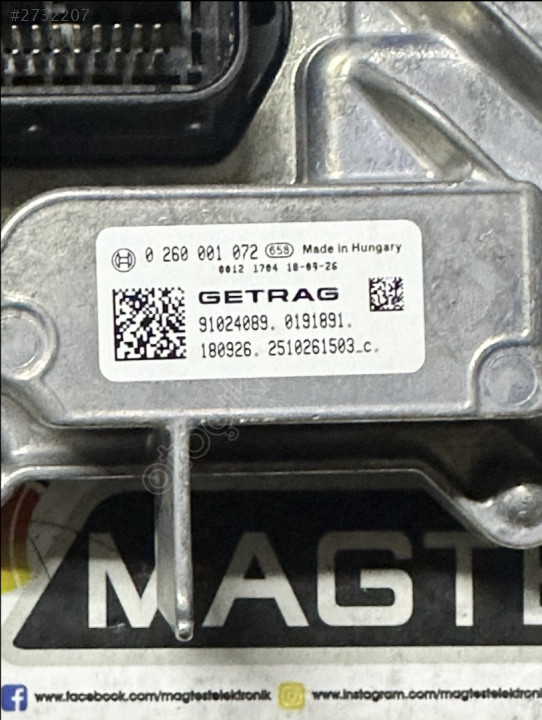 #2732207
0 260 001 072 658 Made in Hungary
0012 1704 18-09-26
GETRAG
91024089. 0191891.
180926. 2510261503_c.
MAGTE
www.facebook.com/magtestelektronik www.instagram.com/magtestelektro